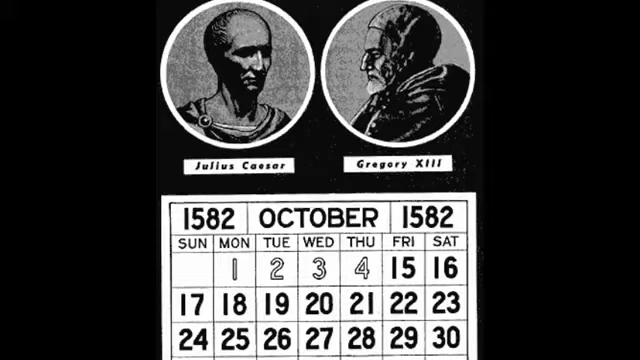 Julius Caesar Gregory XIII
1582 OCTOBER 1582
SUN MON TUE WED THU FRI SAT
1 2 3 4 15 16
17 18 19 20 21 22 23
24 25 26 27 28 29 30